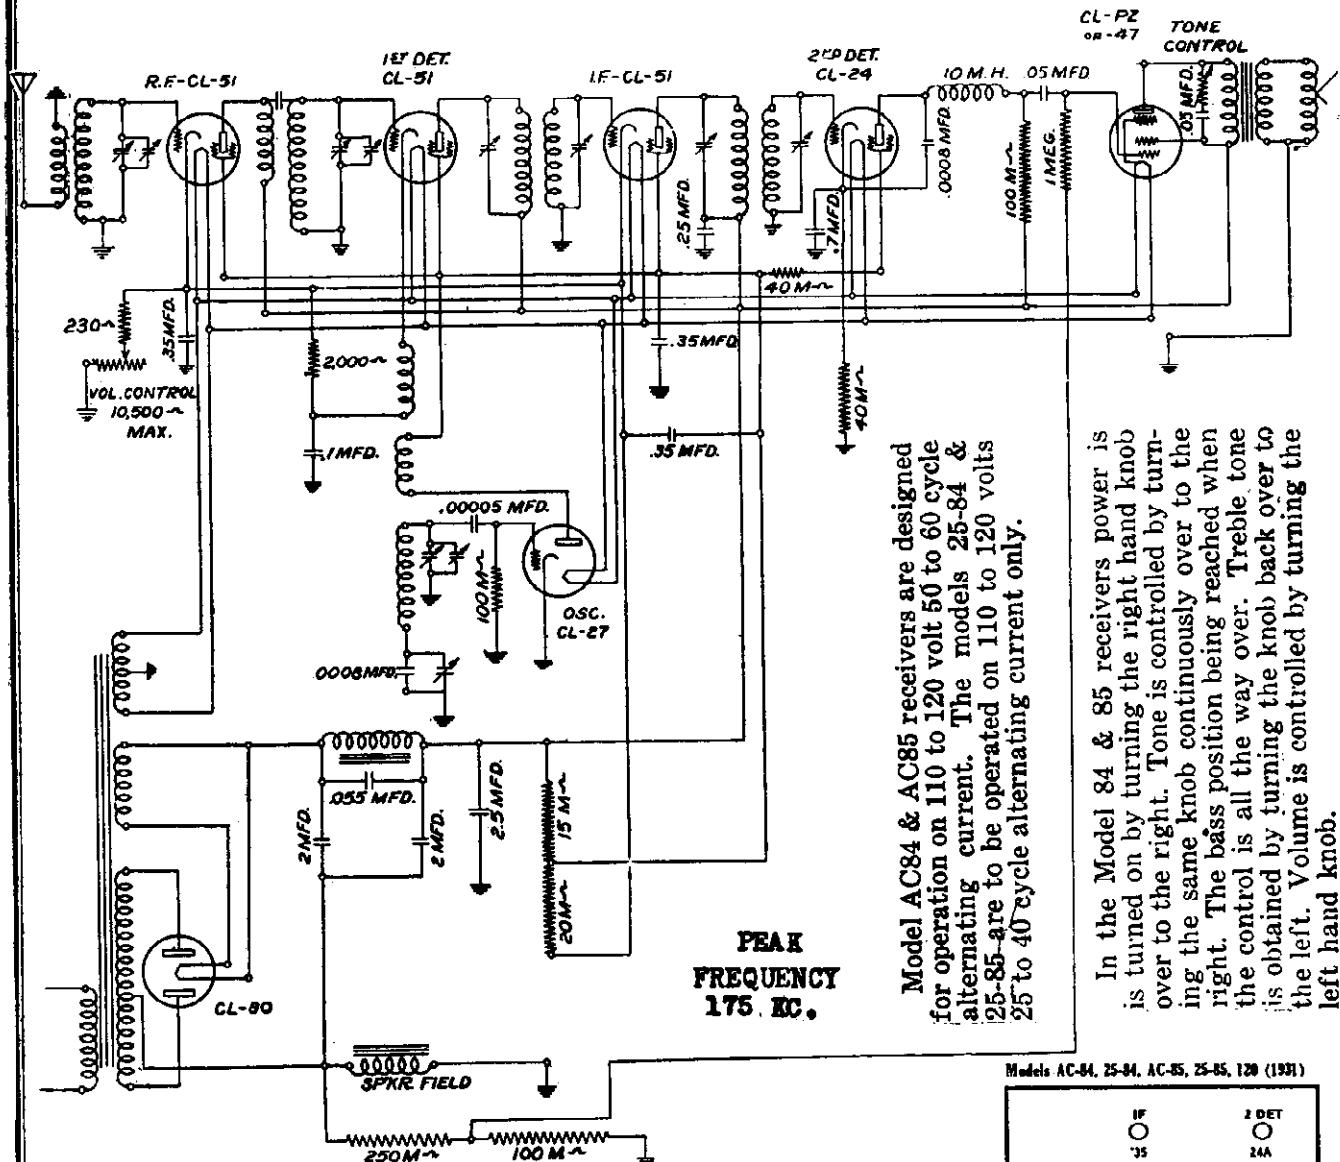 CL-PZ
OR-47
TONE
CONTROL
R.F-CL-51
1ST DET.
CL-51
I.F-CL-51
2ND DET.
CL-24
10 M.H.
.05 MFD
.05 MFD.
.0008 MFD.
100 M~
1 MEG.
.25 MFD.
.7 MFD.
40 M~
230~
.35 MFD.
VOL. CONTROL
10,500~
MAX.
2,000~
.35 MFD.
40 M~
.1 MFD.
.35 MFD.
.00005 MFD.
100 M~
OSC.
CL-27
.0008 MFD.
.055 MFD.
2 MFD.
2 MFD.
2.5 MFD.
15 M~
20 M~
CL-80
SPKR. FIELD
250 M~
100 M~
PEAK
FREQUENCY
175. KC.
Model AC84 & AC85 receivers are designed
for operation on 110 to 120 volt 50 to 60 cycle
alternating current. The models 25-84 &
25-85 are to be operated on 110 to 120 volts
25 to 40 cycle alternating current only.
In the Model 84 & 85 receivers power is
is turned on by turning the right hand knob
over to the right. Tone is controlled by turn-
ing the same knob continuously over to the
right. The bass position being reached when
the control is all the way over. Treble tone
is obtained by turning the knob back over to
the left. Volume is controlled by turning the
left hand knob.
Models AC-84, 25-84, AC-85, 25-85, 120 (1931)
IF
'35
2 DET
24A